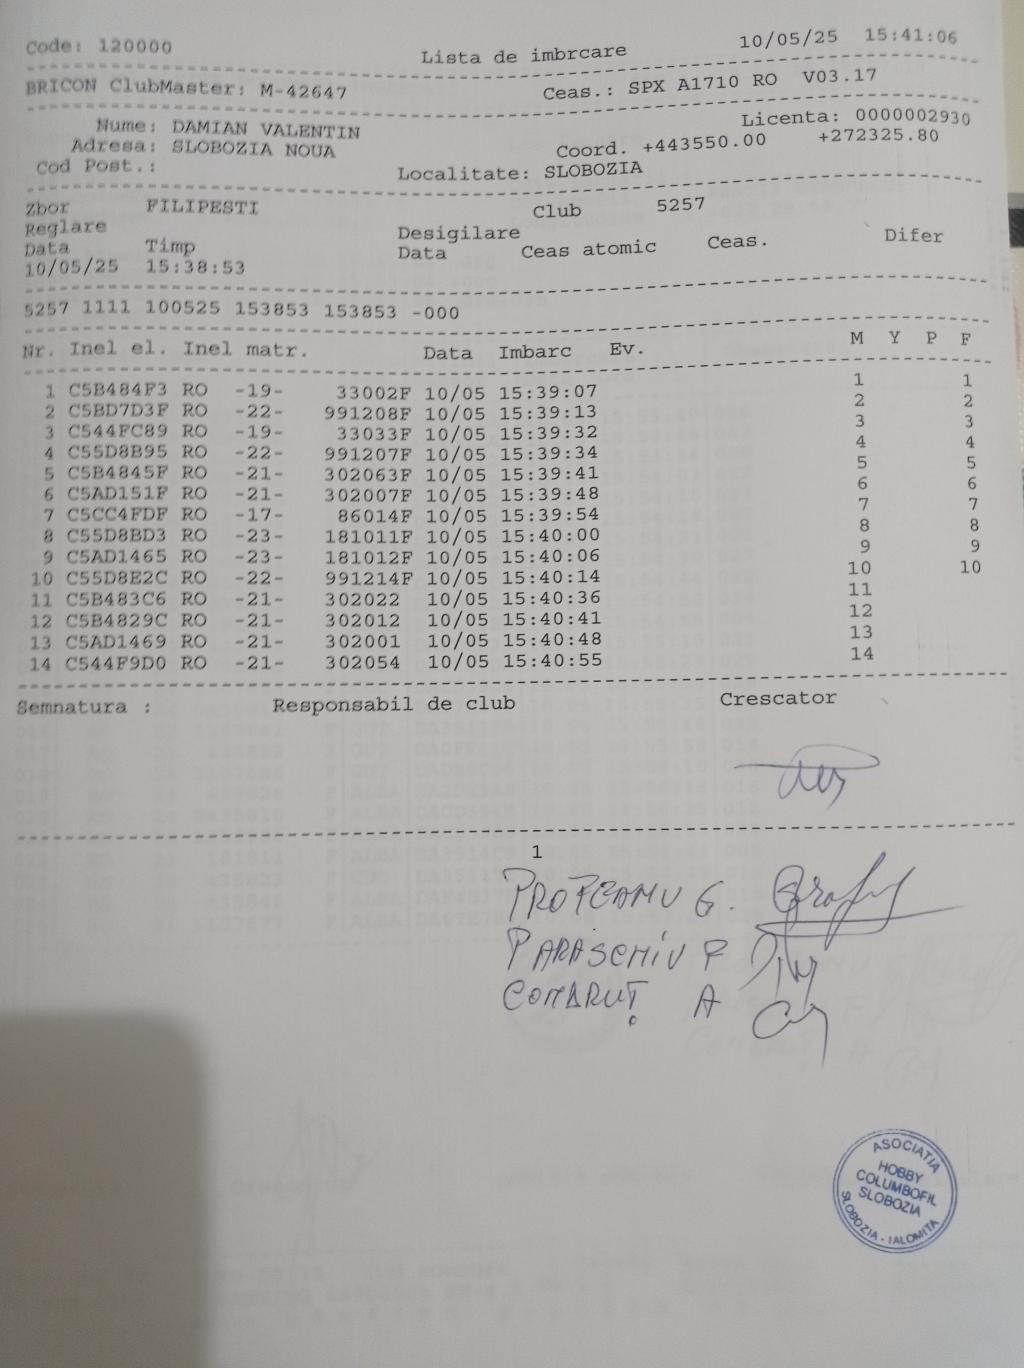 Code: 120000 Lista de imbrcare 10/05/25 15:41:06
BRICON ClubMaster: M-42647 Ceas.: SPX A1710 RO V03.17
Nume: DAMIAN VALENTIN Licenta: 0000002930
Adresa: SLOBOZIA NOUA Coord. +443550.00 +272325.80
Cod Post.: Localitate: SLOBOZIA
Zbor FILIPESTI Club 5257
Reglare Desigilare
Data Timp Data Ceas atomic Ceas. Difer
10/05/25 15:38:53
5257 1111 100525 153853 153853 -000
Nr. Inel el. Inel matr. Data Imbarc Ev. M Y P F
1 C5B484F3 RO -19- 33002F 10/05 15:39:07 1 1
2 C5BD7D3F RO -22- 991208F 10/05 15:39:13 2 2
3 C544FC89 RO -19- 33033F 10/05 15:39:32 3 3
4 C55D8B95 RO -22- 991207F 10/05 15:39:34 4 4
5 C5B4845F RO -21- 302063F 10/05 15:39:41 5 5
6 C5AD151F RO -21- 302007F 10/05 15:39:48 6 6
7 C5CC4FDF RO -17- 86014F 10/05 15:39:54 7 7
8 C55D8BD3 RO -23- 181011F 10/05 15:40:00 8 8
9 C5AD1465 RO -23- 181012F 10/05 15:40:06 9 9
10 C55D8E2C RO -22- 991214F 10/05 15:40:14 10 10
11 C5B483C6 RO -21- 302022 10/05 15:40:36 11
12 C5B4829C RO -21- 302012 10/05 15:40:41 12
13 C5AD1469 RO -21- 302001 10/05 15:40:48 13
14 C544F9D0 RO -21- 302054 10/05 15:40:55 14
Semnatura : Responsabil de club Crescator
1
PROFEANU G.
PARASCHIV F
COMĂRUȚ A
ASOCIATIA
HOBBY
COLUMBOFIL
SLOBOZIA
SLOBOZIA - IALOMITA